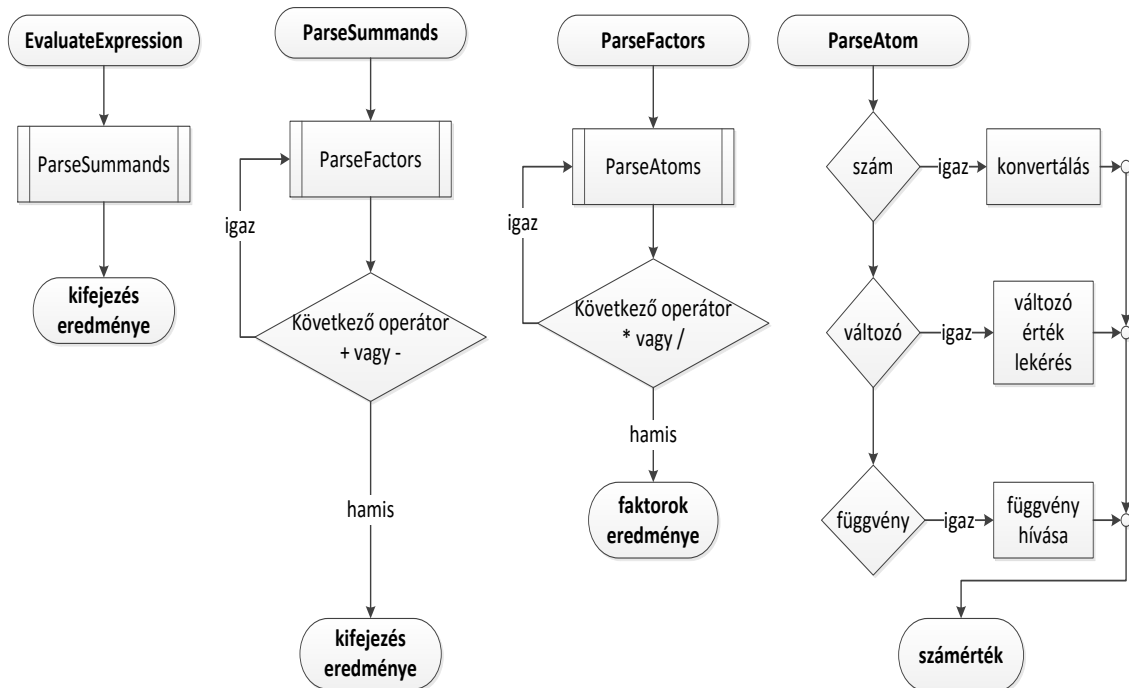 EvaluateExpression
ParseSummands
kifejezés
eredménye
ParseSummands
ParseFactors
igaz
Következő operátor
+ vagy -
hamis
kifejezés
eredménye
ParseFactors
ParseAtoms
igaz
Következő operátor
* vagy /
hamis
faktorok
eredménye
ParseAtom
szám
igaz
konvertálás
változó
igaz
változó
érték
lekérés
függvény
igaz
függvény
hívása
számérték